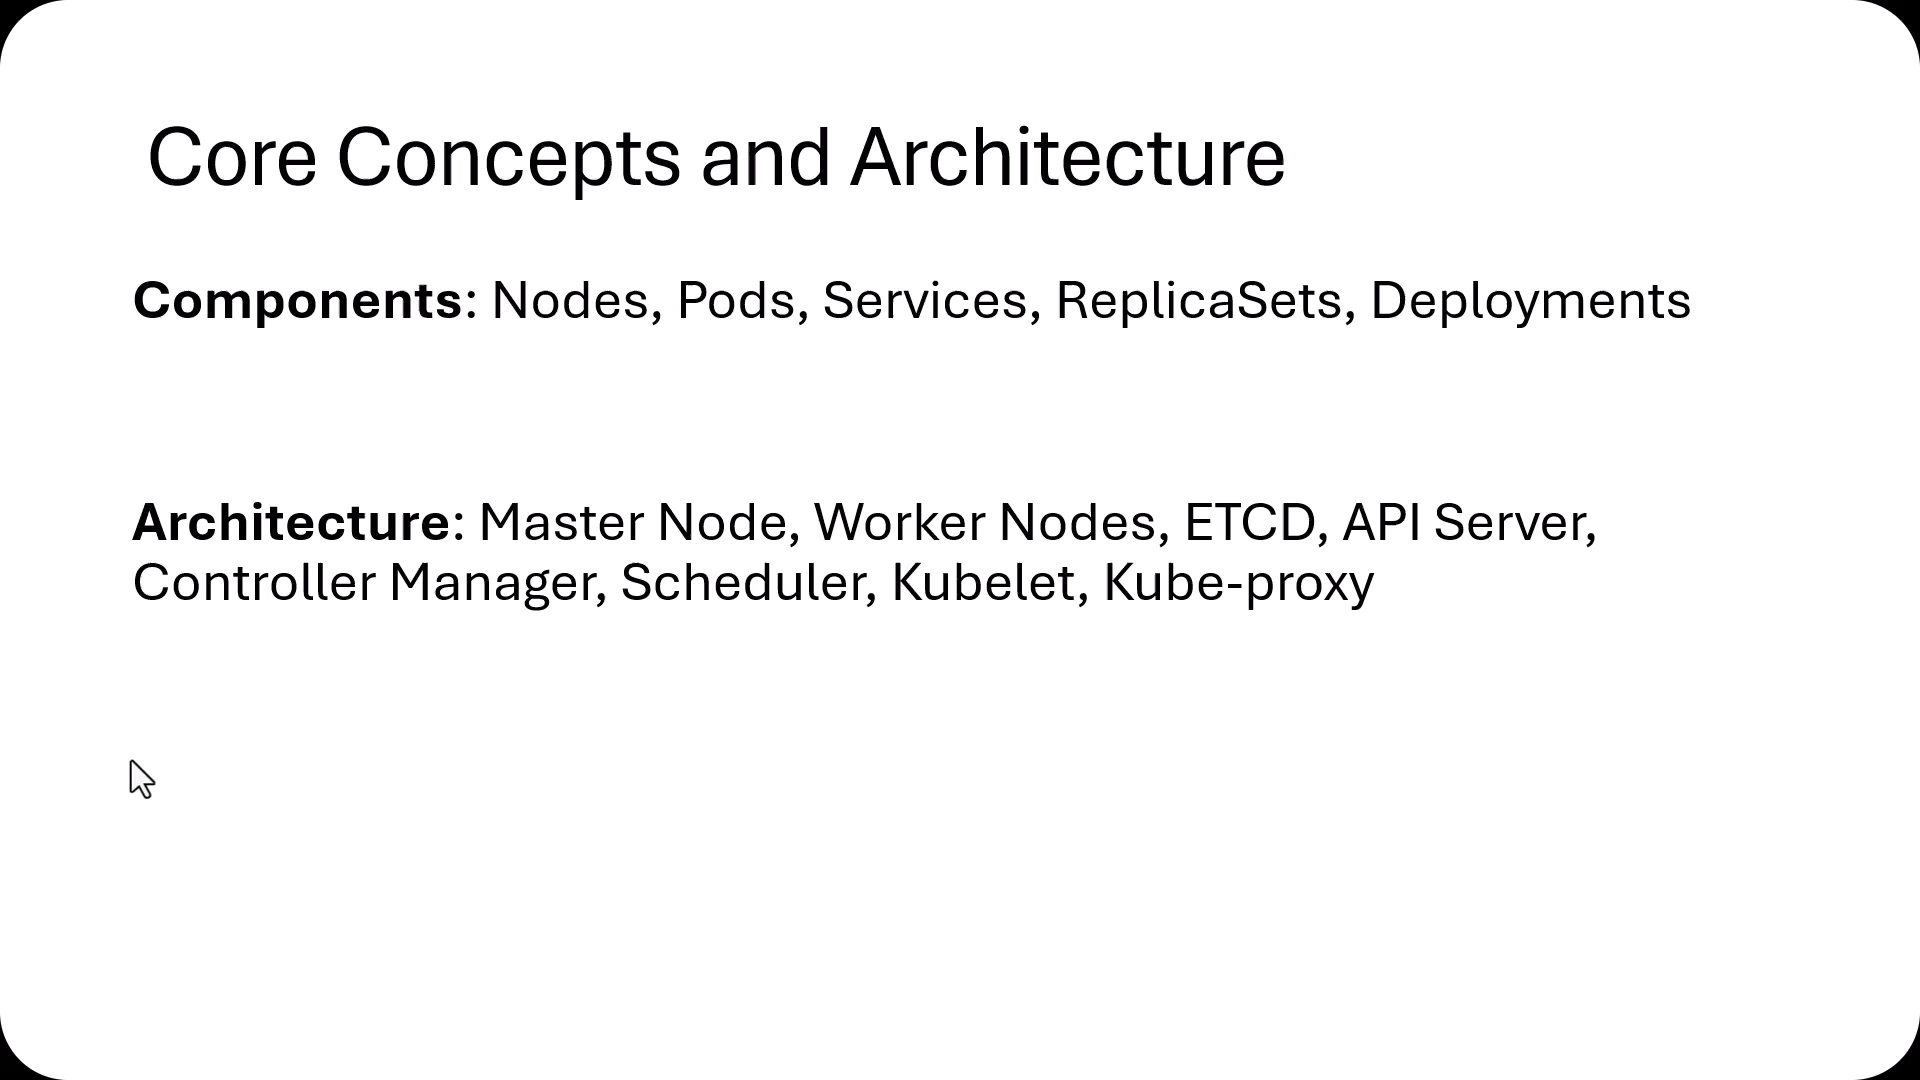 Core Concepts and Architecture
Components: Nodes, Pods, Services, ReplicaSets, Deployments
Architecture: Master Node, Worker Nodes, ETCD, API Server,
Controller Manager, Scheduler, Kubelet, Kube-proxy